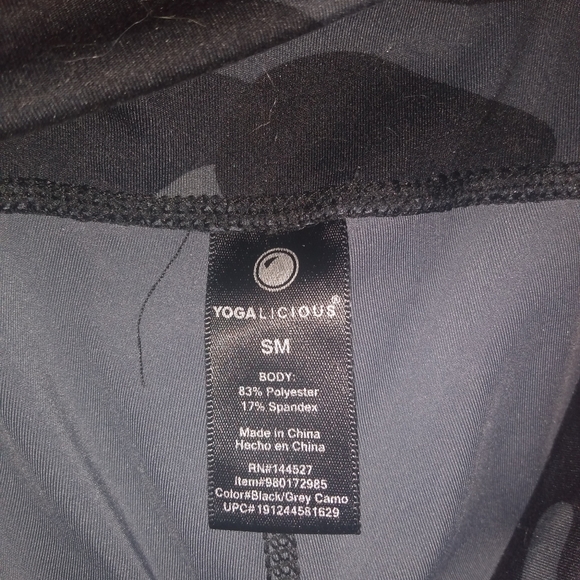 YOGALICIOUS®
SM
BODY:
83% Polyester
17% Spandex
Made in China
Hecho en China
RN#144527
Item#980172985
Color#Black/Grey Camo
UPC#191244581629